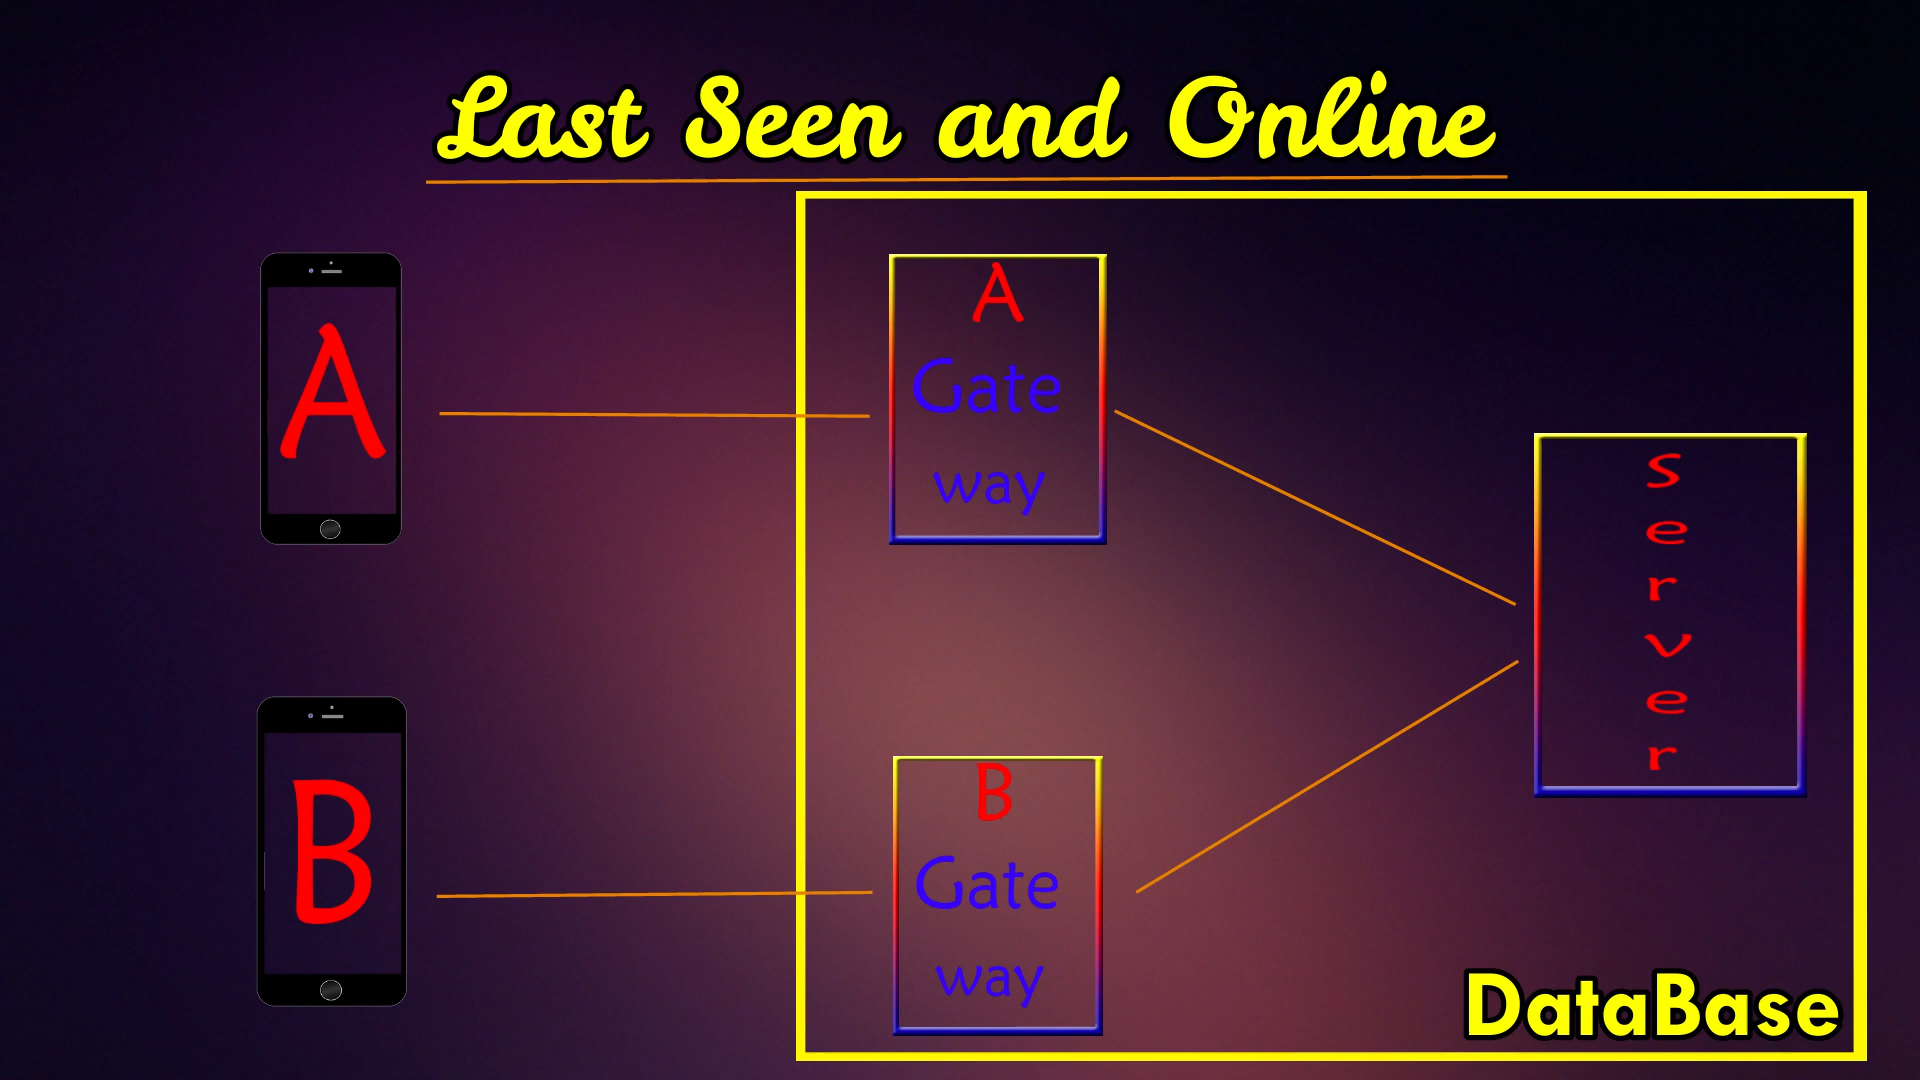 Last Seen and Online
A
A
Gate
way
B
B
Gate
way
S
e
r
v
e
r
DataBase